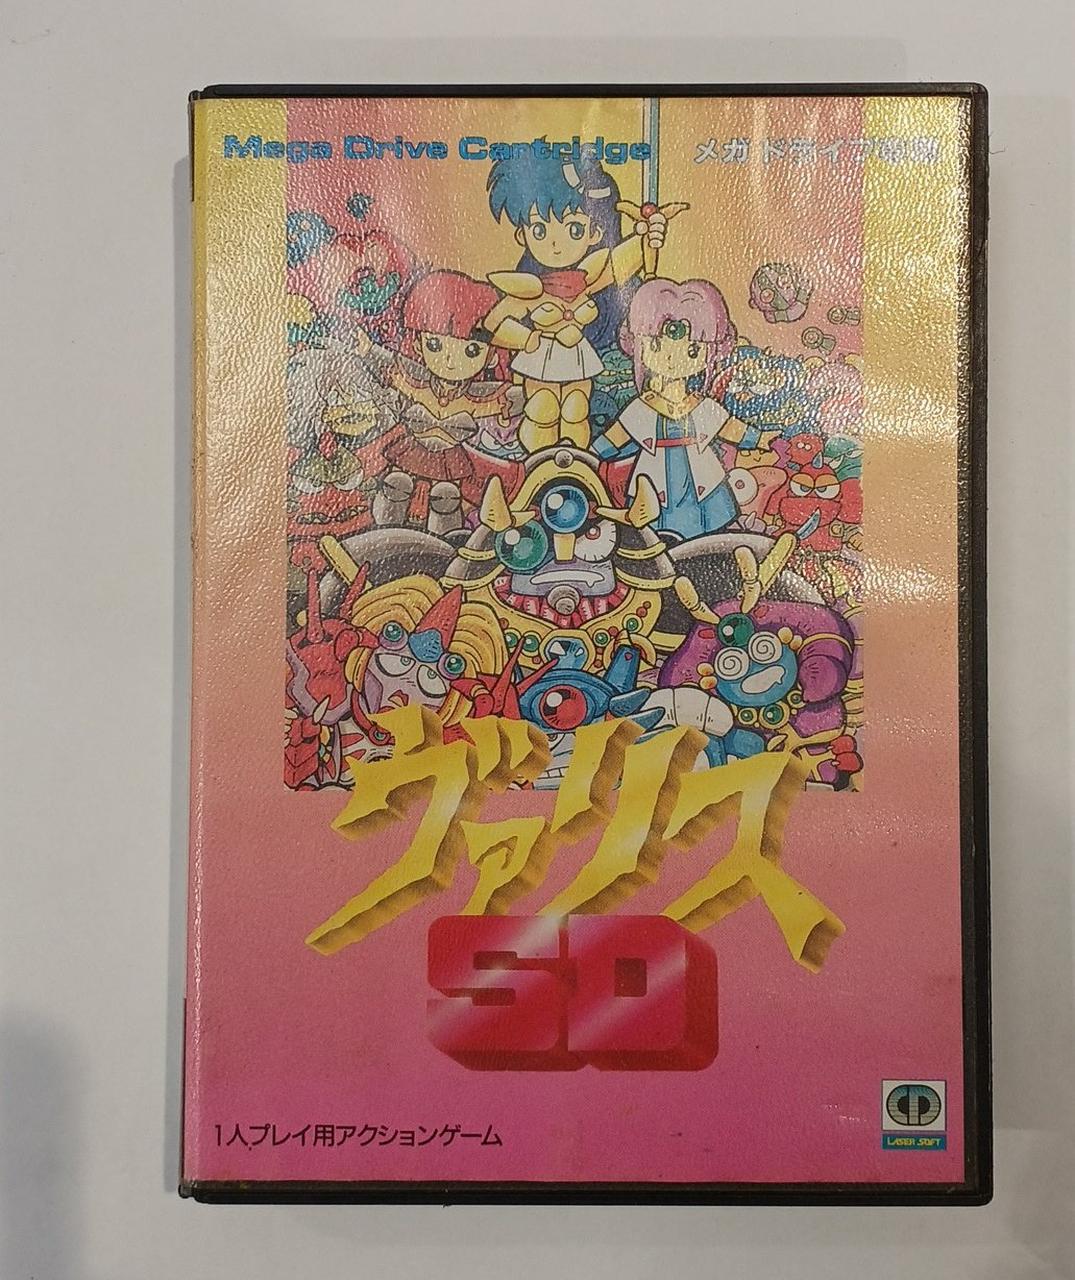 Mega Drive Cartridge メガドライブ専用
ヴァリス
SD
1人プレイ用アクションゲーム
LASER SOFT